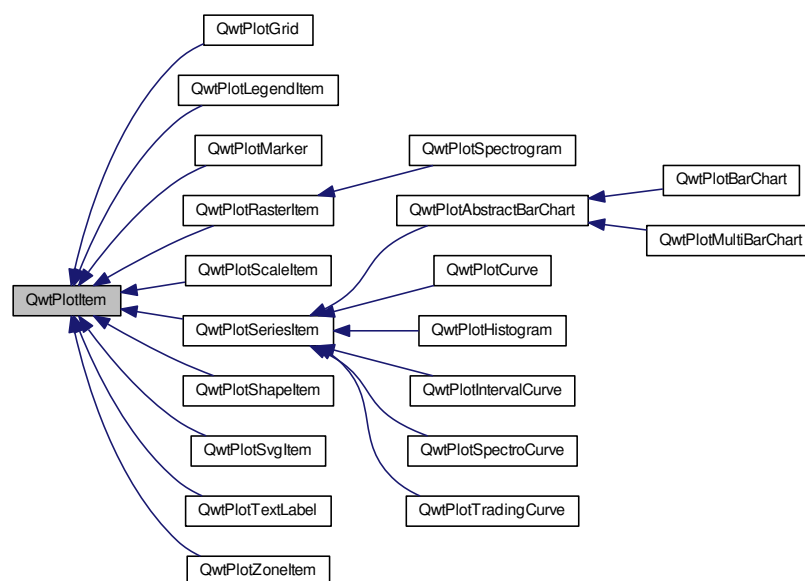 QwtPlotGrid
QwtPlotLegendItem
QwtPlotMarker
QwtPlotSpectrogram
QwtPlotBarChart
QwtPlotRasterItem
QwtPlotAbstractBarChart
QwtPlotMultiBarChart
QwtPlotScaleItem
QwtPlotCurve
QwtPlotItem
QwtPlotSeriesItem
QwtPlotHistogram
QwtPlotShapeItem
QwtPlotIntervalCurve
QwtPlotSvgItem
QwtPlotSpectroCurve
QwtPlotTextLabel
QwtPlotTradingCurve
QwtPlotZoneItem